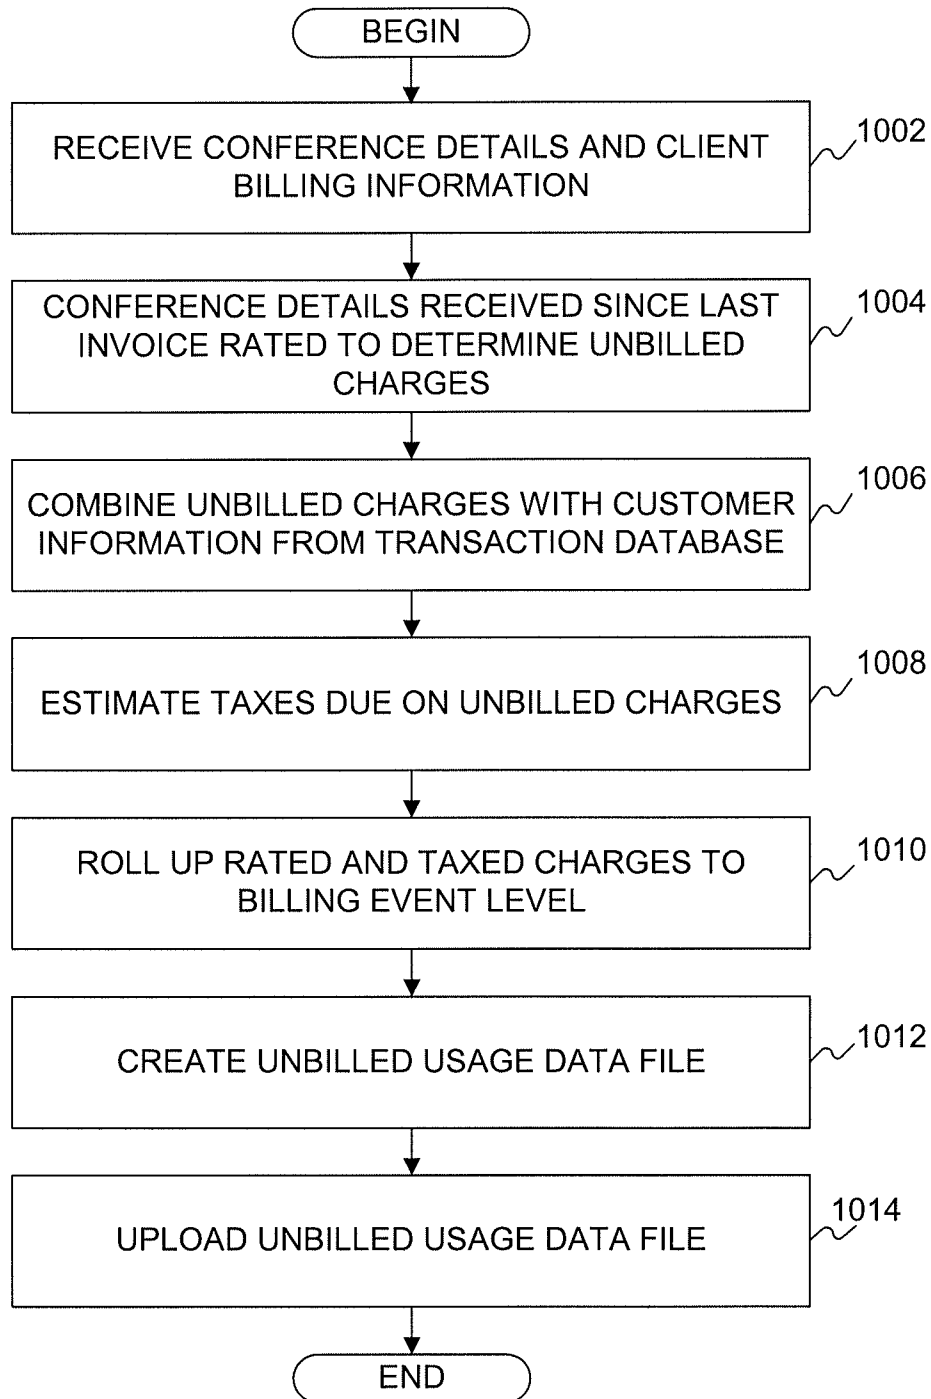 BEGIN
RECEIVE CONFERENCE DETAILS AND CLIENT
BILLING INFORMATION
1002
CONFERENCE DETAILS RECEIVED SINCE LAST
INVOICE RATED TO DETERMINE UNBILLED
CHARGES
1004
COMBINE UNBILLED CHARGES WITH CUSTOMER
INFORMATION FROM TRANSACTION DATABASE
1006
ESTIMATE TAXES DUE ON UNBILLED CHARGES
1008
ROLL UP RATED AND TAXED CHARGES TO
BILLING EVENT LEVEL
1010
CREATE UNBILLED USAGE DATA FILE
1012
UPLOAD UNBILLED USAGE DATA FILE
1014
END